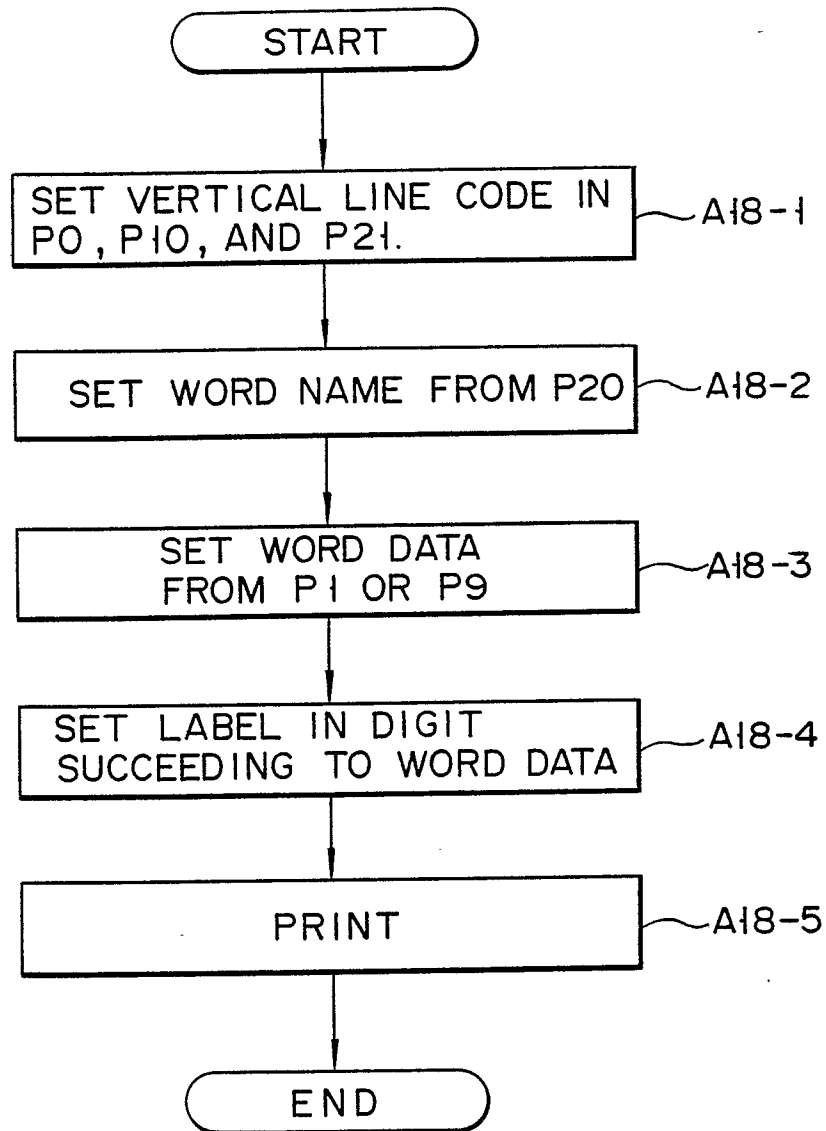 START
SET VERTICAL LINE CODE IN
P0, P10, AND P21.
A18-1
SET WORD NAME FROM P20
A18-2
SET WORD DATA
FROM P1 OR P9
A18-3
SET LABEL IN DIGIT
SUCCEEDING TO WORD DATA
A18-4
PRINT
A18-5
END